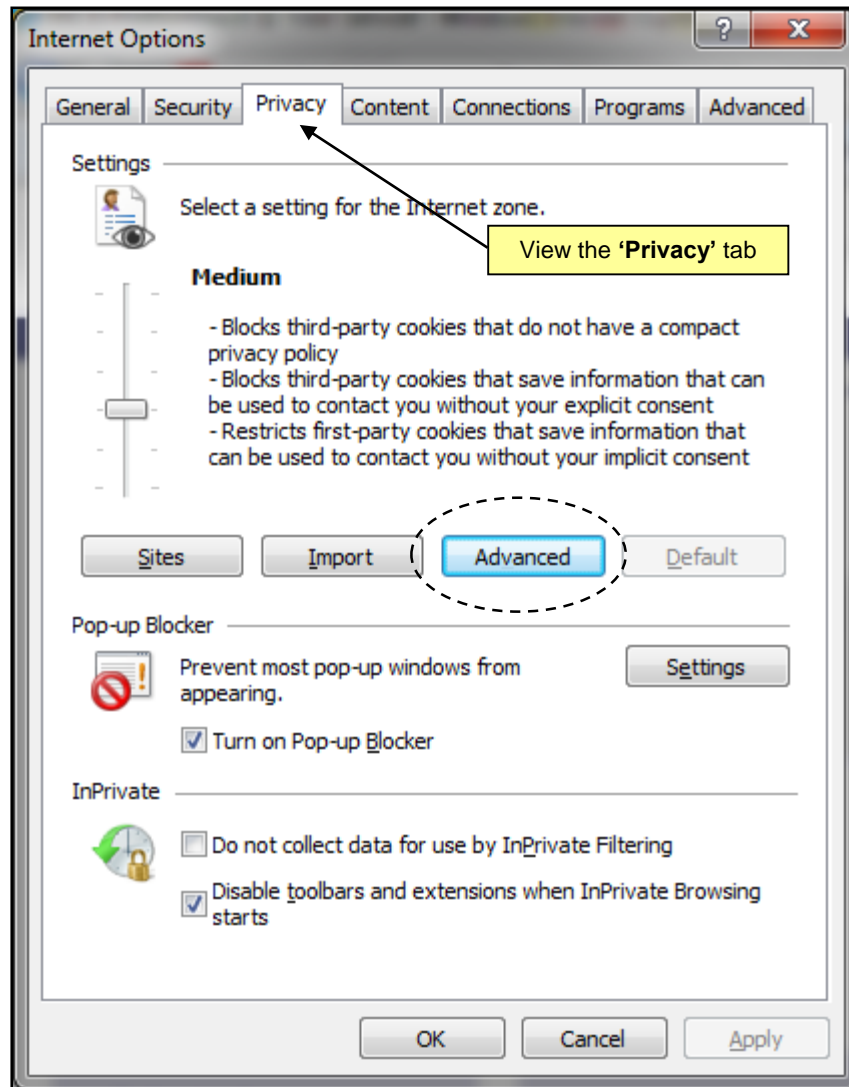 Internet Options
General Security Privacy Content Connections Programs Advanced
Settings
Select a setting for the Internet zone.
View the ‘Privacy’ tab
Medium
- Blocks third-party cookies that do not have a compact
privacy policy
- Blocks third-party cookies that save information that can
be used to contact you without your explicit consent
- Restricts first-party cookies that save information that
can be used to contact you without your implicit consent
Sites Import Advanced Default
Pop-up Blocker
Prevent most pop-up windows from
appearing.
Settings
Turn on Pop-up Blocker
InPrivate
Do not collect data for use by InPrivate Filtering
Disable toolbars and extensions when InPrivate Browsing
starts
OK Cancel Apply